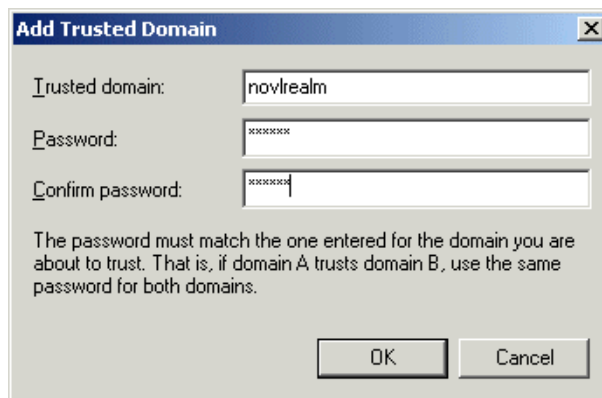 Add Trusted Domain
Trusted domain: novlrealm
Password: ******
Confirm password: ******
The password must match the one entered for the domain you are
about to trust. That is, if domain A trusts domain B, use the same
password for both domains.
OK Cancel